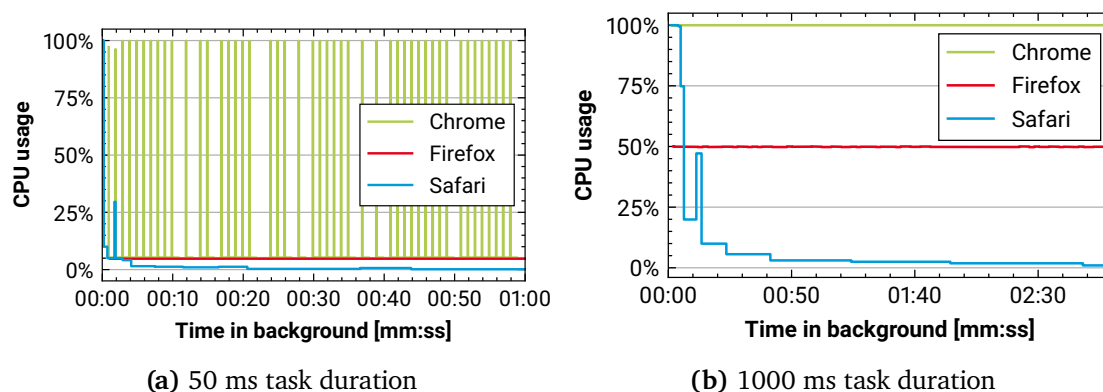 100%
75%
50%
25%
0%
CPU usage
Chrome
Firefox
Safari
00:00 00:10 00:20 00:30 00:40 00:50 01:00
Time in background [mm:ss]
(a) 50 ms task duration
100%
75%
50%
25%
0%
CPU usage
Chrome
Firefox
Safari
00:00 00:50 01:40 02:30
Time in background [mm:ss]
(b) 1000 ms task duration